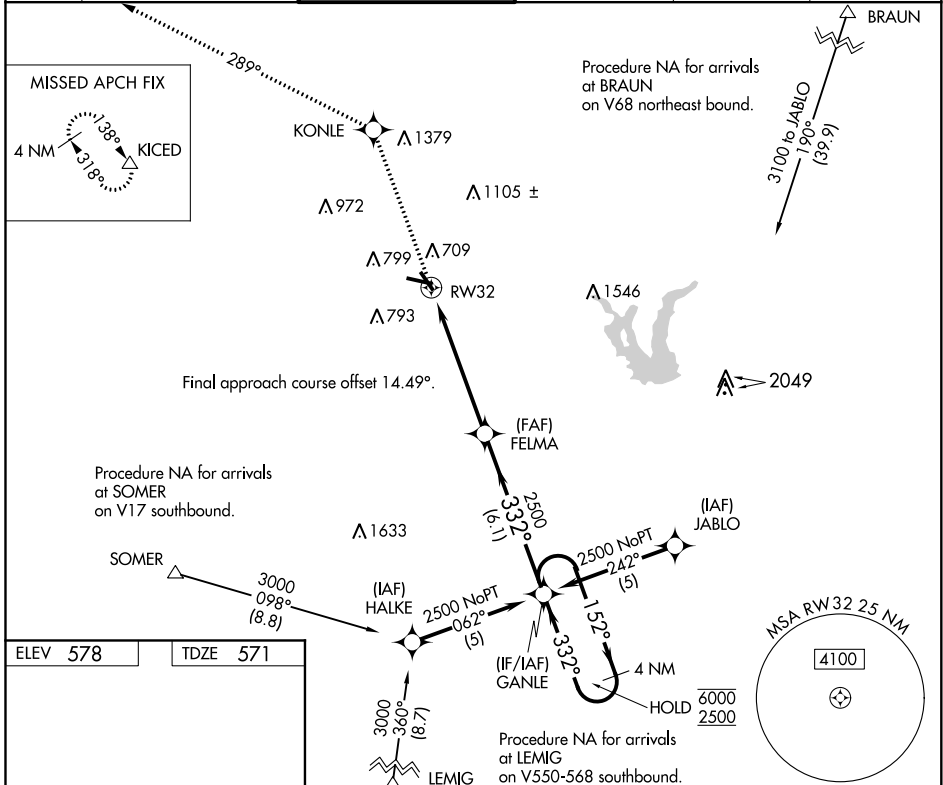 BRAUN
289°
Procedure NA for arrivals
at BRAUN
on V68 northeast bound.
3100 to JABLO
190°
(39.9)
MISSED APCH FIX
138°
4 NM
KICED
318°
KONLE
1379
972
1105 ±
799
709
RW32
793
1546
2049
Final approach course offset 14.49°.
(FAF)
FELMA
Procedure NA for arrivals
at SOMER
on V17 southbound.
2500
332°
(6.1)
(IAF)
JABLO
1633
2500 NoPT
242°
(5)
SOMER
3000
098°
(8.8)
(IAF)
HALKE
2500 NoPT
062°
(5)
152°
332°
4 NM
(IF/IAF)
GANLE
HOLD
6000
2500
MSA RW32 25 NM
4100
ELEV 578
TDZE 571
3000
360°
(8.7)
LEMIG
Procedure NA for arrivals
at LEMIG
on V550-568 southbound.